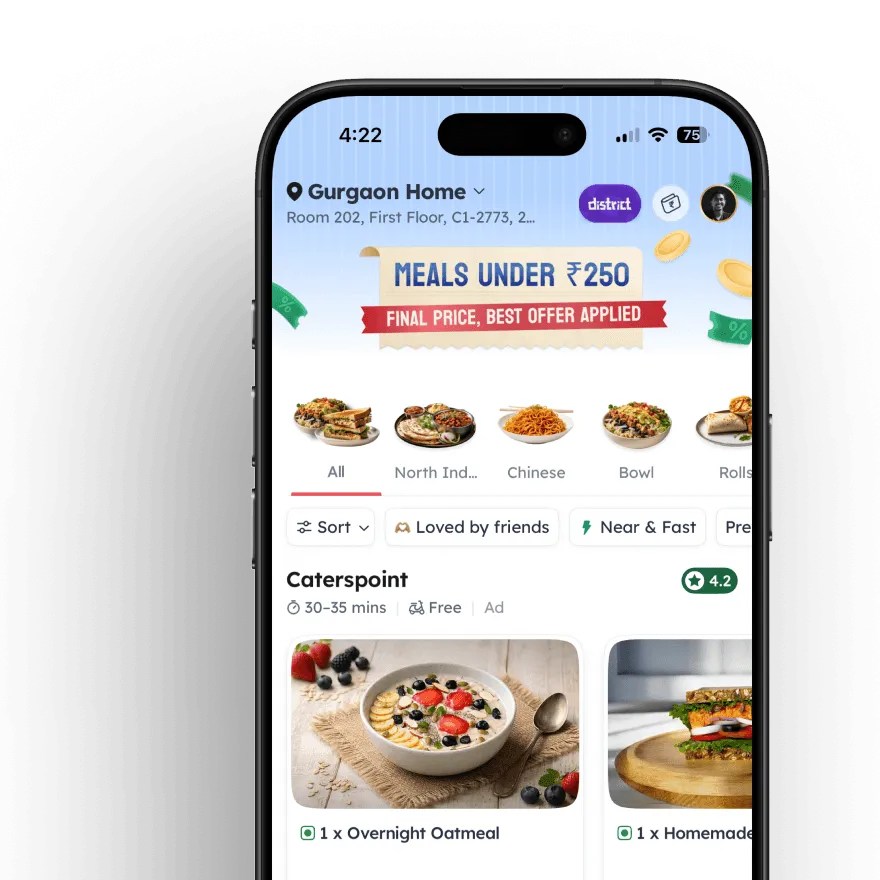 4:22
75
Gurgaon Home
district
Room 202, First Floor, C1-2773, 2...
MEALS UNDER ₹250
FINAL PRICE, BEST OFFER APPLIED
%
%
All
North Ind...
Chinese
Bowl
Rolls
Sort
Loved by friends
Near & Fast
Pre
Caterspoint
4.2
30–35 mins
Free
Ad
1 x Overnight Oatmeal
1 x Homemade